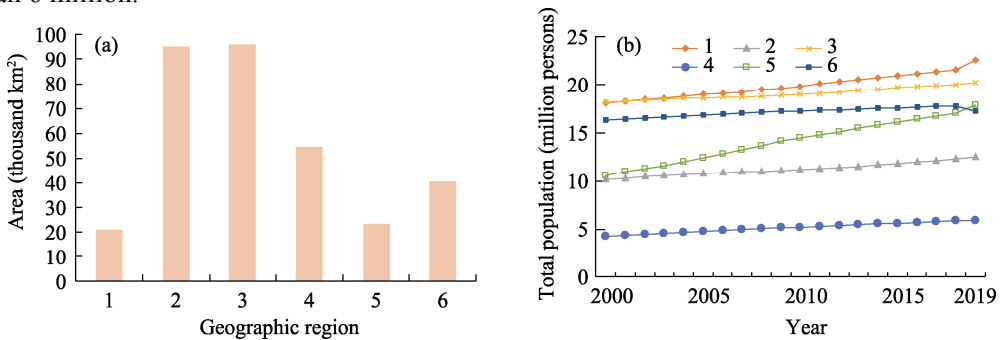 (a)
Area (thousand km²)
100
90
80
70
60
50
40
30
20
10
0
1 2 3 4 5 6
Geographic region
(b)
Total population (million persons)
25
20
15
10
5
0
1 2 3
4 5 6
2000 2005 2010 2015 2019
Year